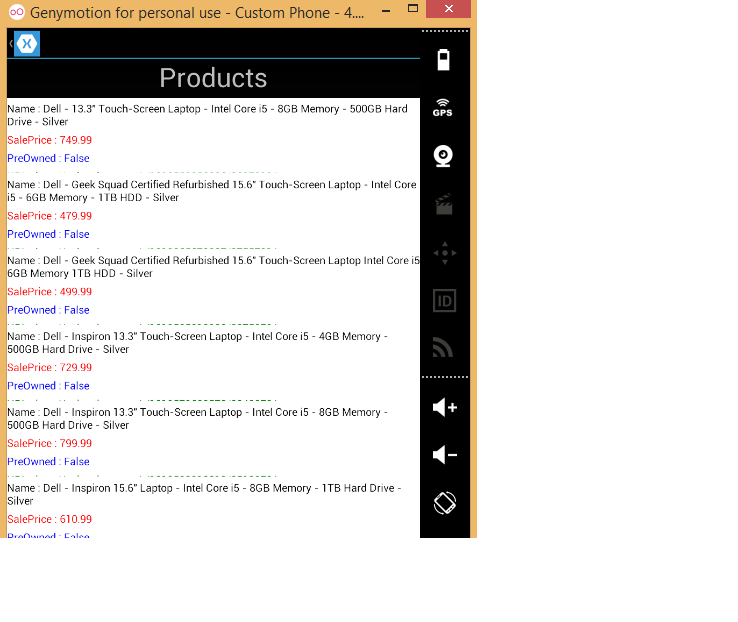 Genymotion for personal use - Custom Phone - 4....
Products
GPS
Name : Dell - 13.3" Touch-Screen Laptop - Intel Core i5 - 8GB Memory - 500GB Hard
Drive - Silver
SalePrice : 749.99
PreOwned : False
Name : Dell - Geek Squad Certified Refurbished 15.6" Touch-Screen Laptop - Intel Core
i5 - 6GB Memory - 1TB HDD - Silver
SalePrice : 479.99
PreOwned : False
Name : Dell - Geek Squad Certified Refurbished 15.6" Touch-Screen Laptop Intel Core i5
6GB Memory 1TB HDD - Silver
SalePrice : 499.99
PreOwned : False
ID
Name : Dell - Inspiron 13.3" Touch-Screen Laptop - Intel Core i5 - 4GB Memory -
500GB Hard Drive - Silver
SalePrice : 729.99
PreOwned : False
Name : Dell - Inspiron 13.3" Touch-Screen Laptop - Intel Core i5 - 8GB Memory -
500GB Hard Drive - Silver
SalePrice : 799.99
PreOwned : False
Name : Dell - Inspiron 15.6" Laptop - Intel Core i5 - 8GB Memory - 1TB Hard Drive -
Silver
SalePrice : 610.99
PreOwned : False